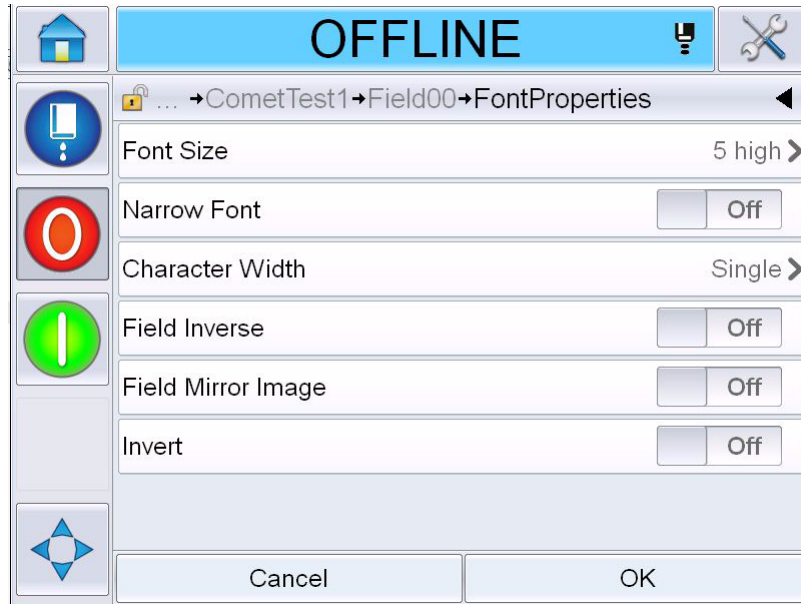 OFFLINE
... →CometTest1→Field00→FontProperties
Font Size 5 high
Narrow Font Off
Character Width Single
Field Inverse Off
Field Mirror Image Off
Invert Off
Cancel OK